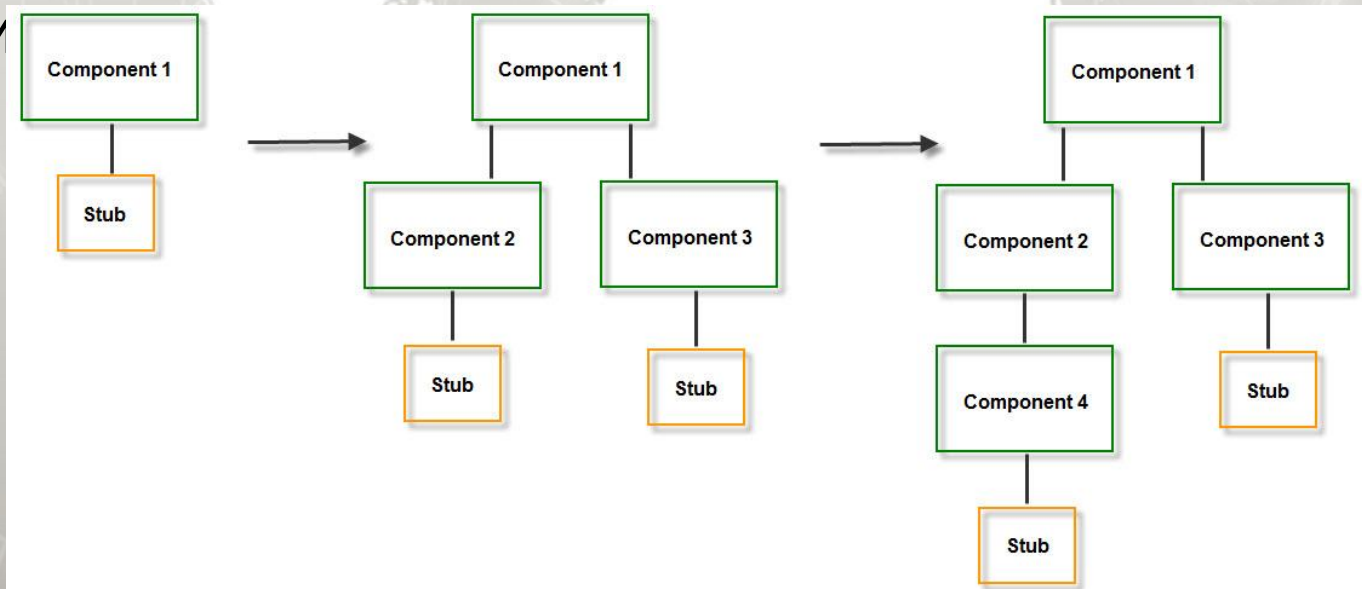 Component 1
Stub
Component 1
Component 2
Component 3
Stub
Stub
Component 1
Component 2
Component 3
Component 4
Stub
Stub